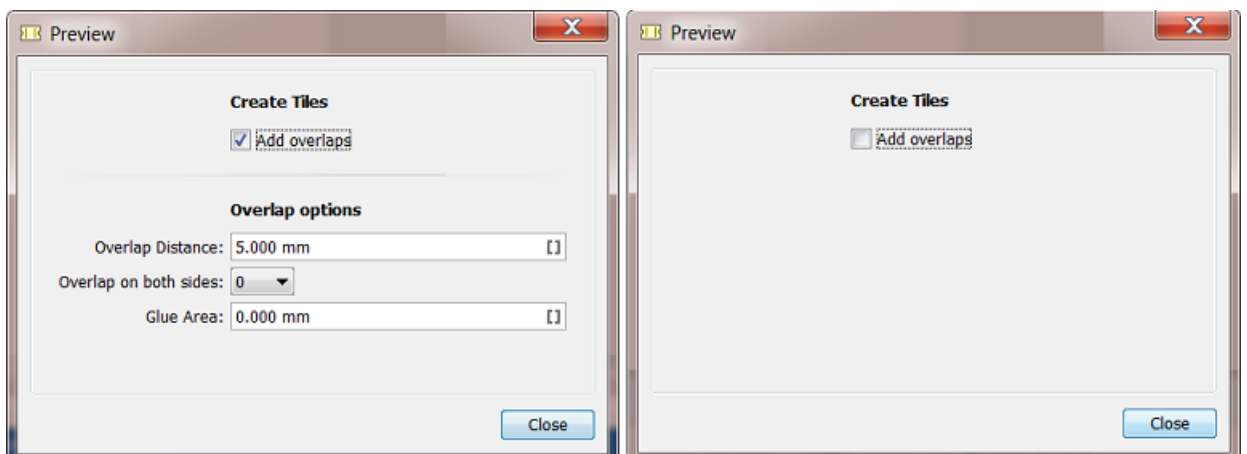 Preview
Create Tiles
Add overlaps
Overlap options
Overlap Distance: 5.000 mm []
Overlap on both sides: 0
Glue Area: 0.000 mm []
Close
Preview
Create Tiles
Add overlaps
Close